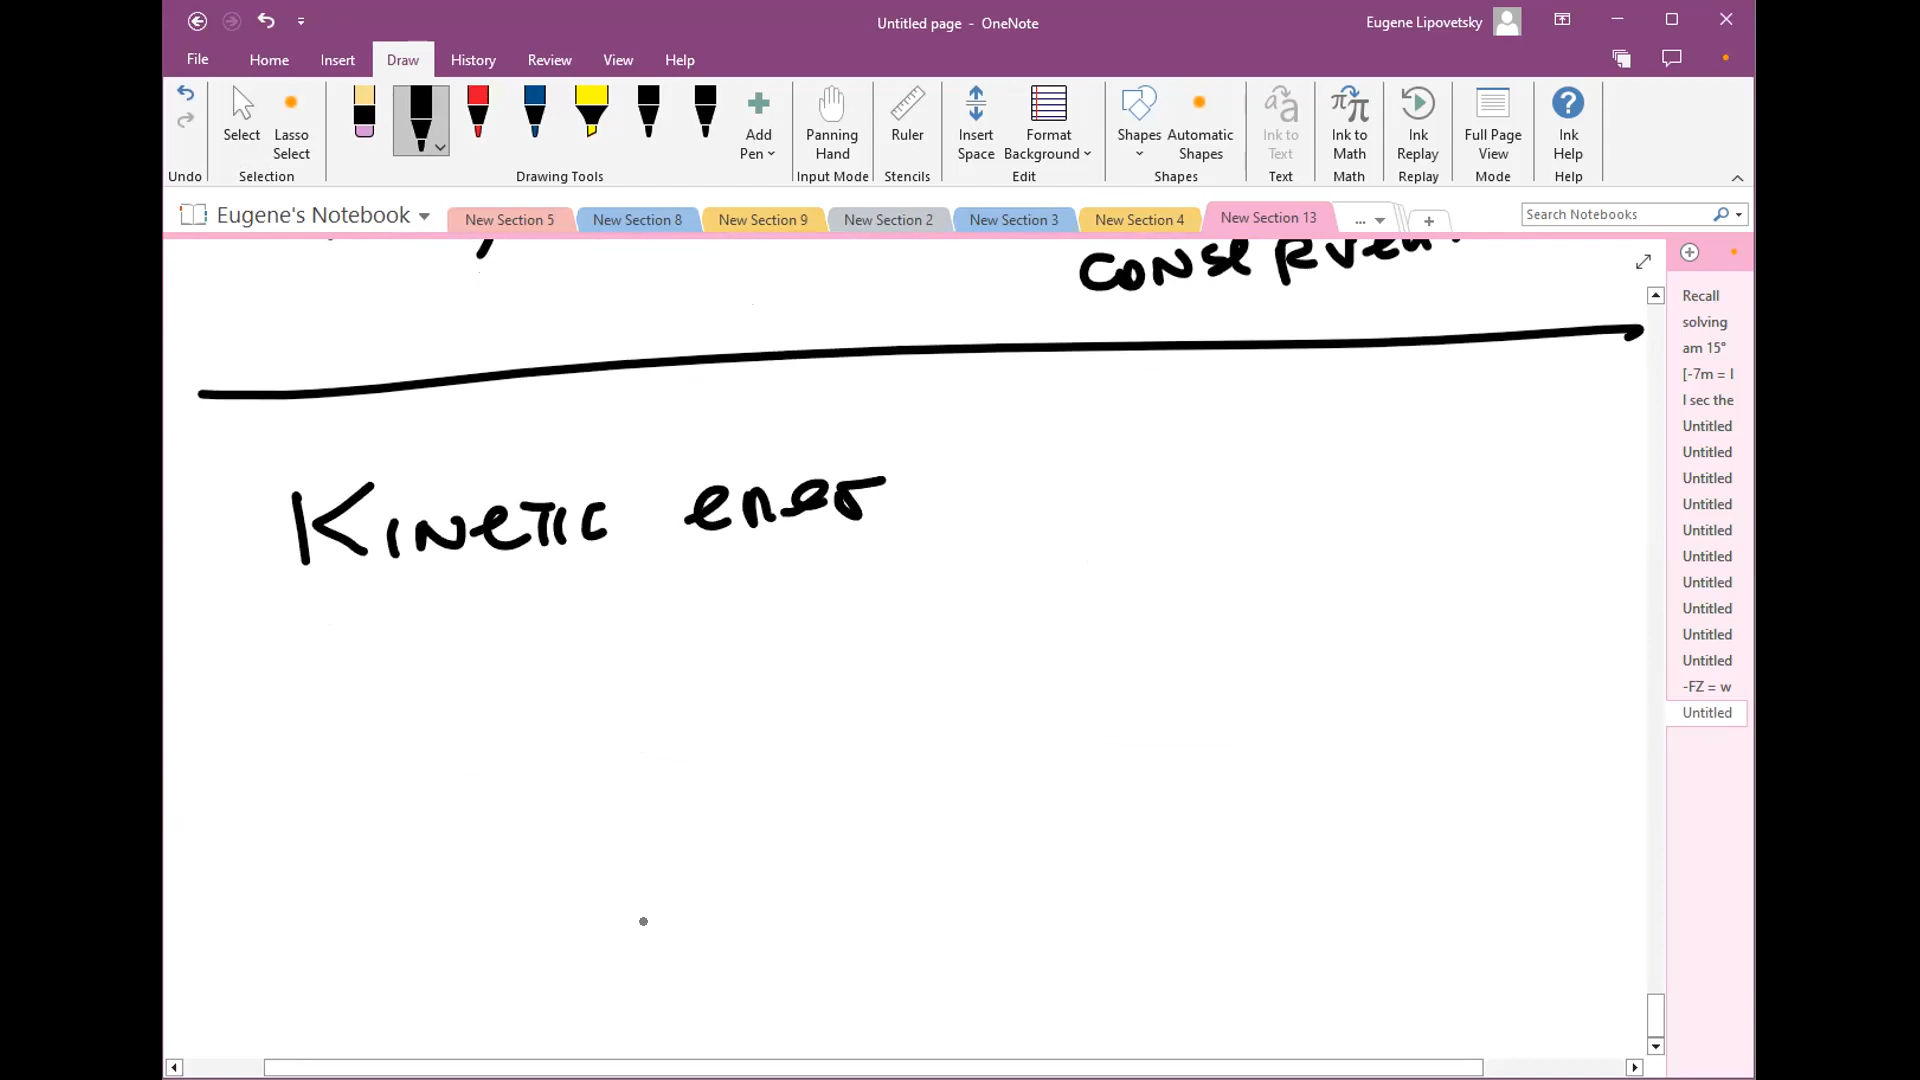 Untitled page - OneNote
Eugene Lipovetsky
File Home Insert Draw History Review View Help
Select
Lasso Select
Add Pen
Panning Hand
Ruler
Insert Space
Format Background
Shapes
Automatic Shapes
Ink to Text
Ink to Math
Ink Replay
Full Page View
Ink Help
Undo Selection Drawing Tools Input Mode Stencils Edit Shapes Text Math Replay Mode Help
Eugene's Notebook New Section 5 New Section 8 New Section 9 New Section 2 New Section 3 New Section 4 New Section 13 ... Search Notebooks
conserved.
Kinetic ener
Recall
solving
am 15°
[-7m = I
I sec the
Untitled
Untitled
Untitled
Untitled
Untitled
Untitled
Untitled
Untitled
Untitled
Untitled
-FZ = w
Untitled